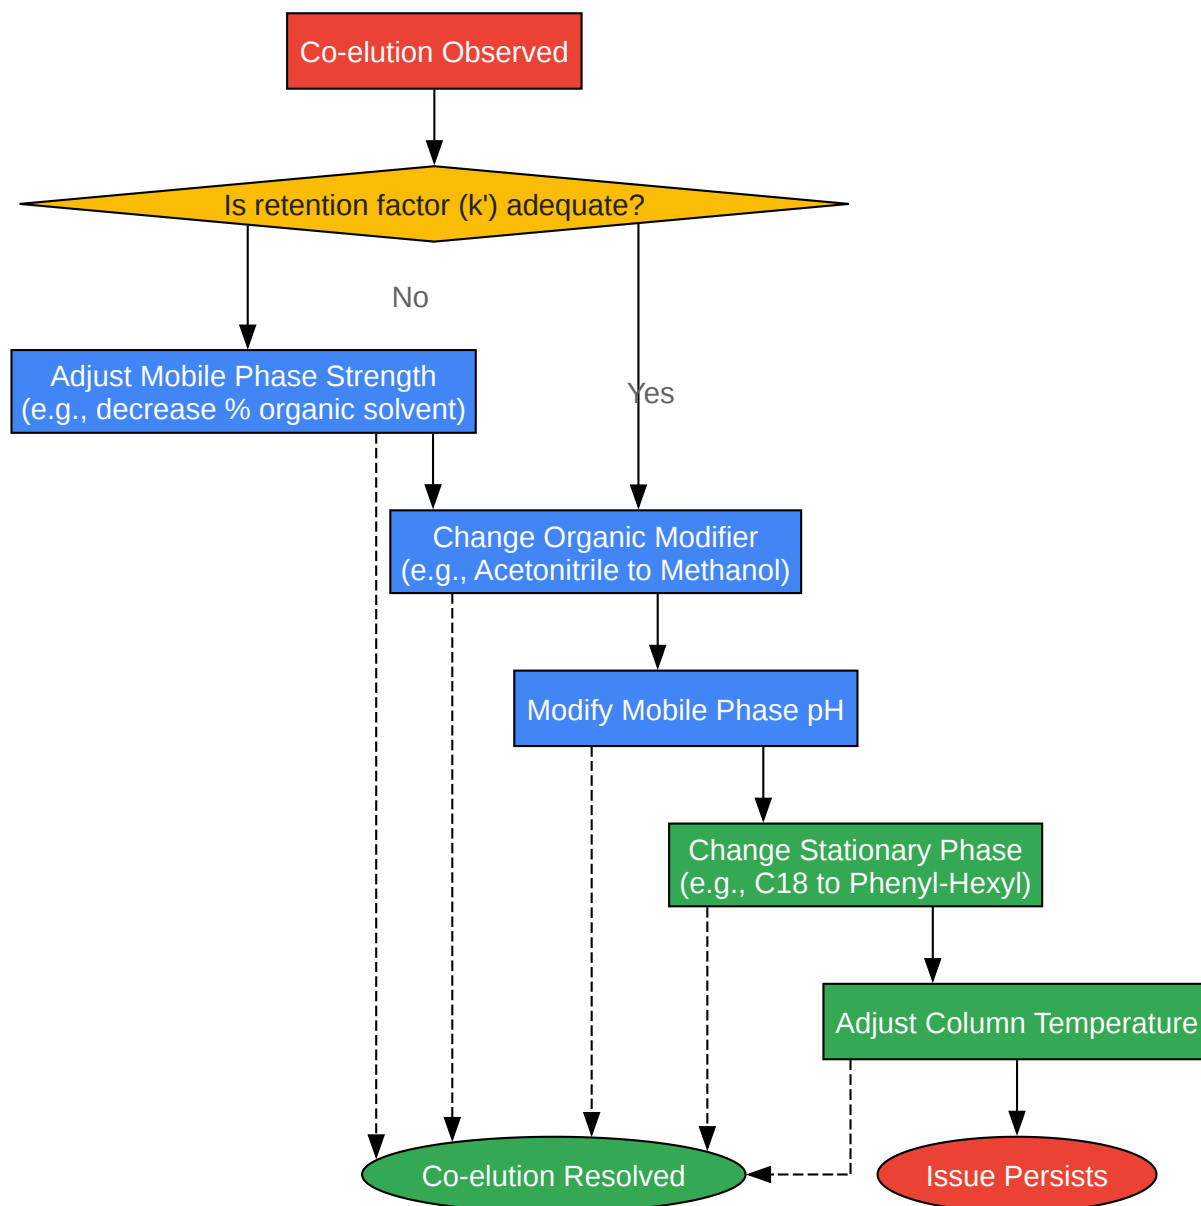 Co-elution Observed
Is retention factor (k') adequate?
No
Adjust Mobile Phase Strength
(e.g., decrease % organic solvent)
Yes
Change Organic Modifier
(e.g., Acetonitrile to Methanol)
Modify Mobile Phase pH
Change Stationary Phase
(e.g., C18 to Phenyl-Hexyl)
Adjust Column Temperature
Co-elution Resolved
Issue Persists